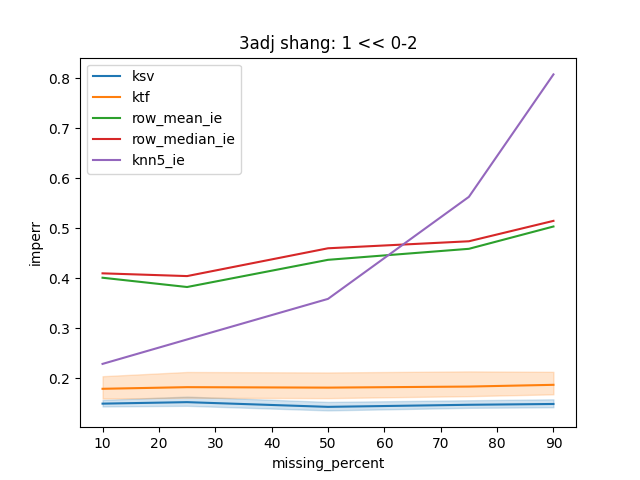 3adj shang: 1 << 0-2
ksv
ktf
row_mean_ie
row_median_ie
knn5_ie
imperr
0.8
0.7
0.6
0.5
0.4
0.3
0.2
10 20 30 40 50 60 70 80 90
missing_percent